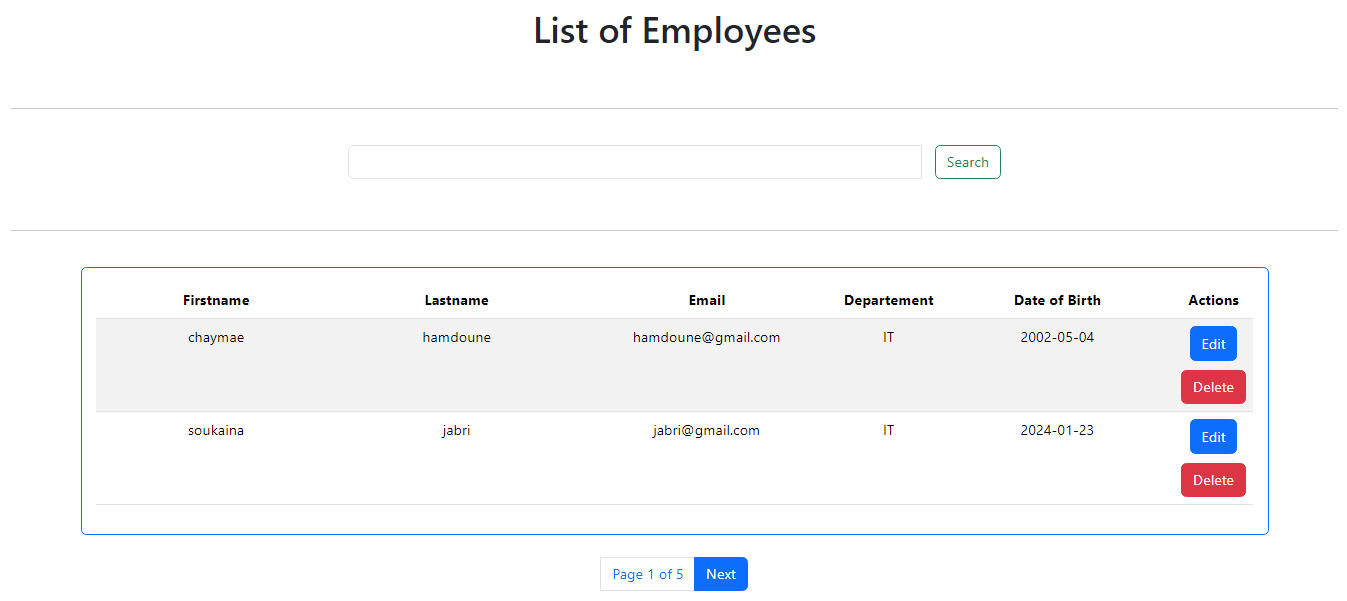 List of Employees
Search
Firstname Lastname Email Departement Date of Birth Actions
chaymae hamdoune hamdoune@gmail.com IT 2002-05-04 Edit
Delete
soukaina jabri jabri@gmail.com IT 2024-01-23 Edit
Delete
Page 1 of 5 Next